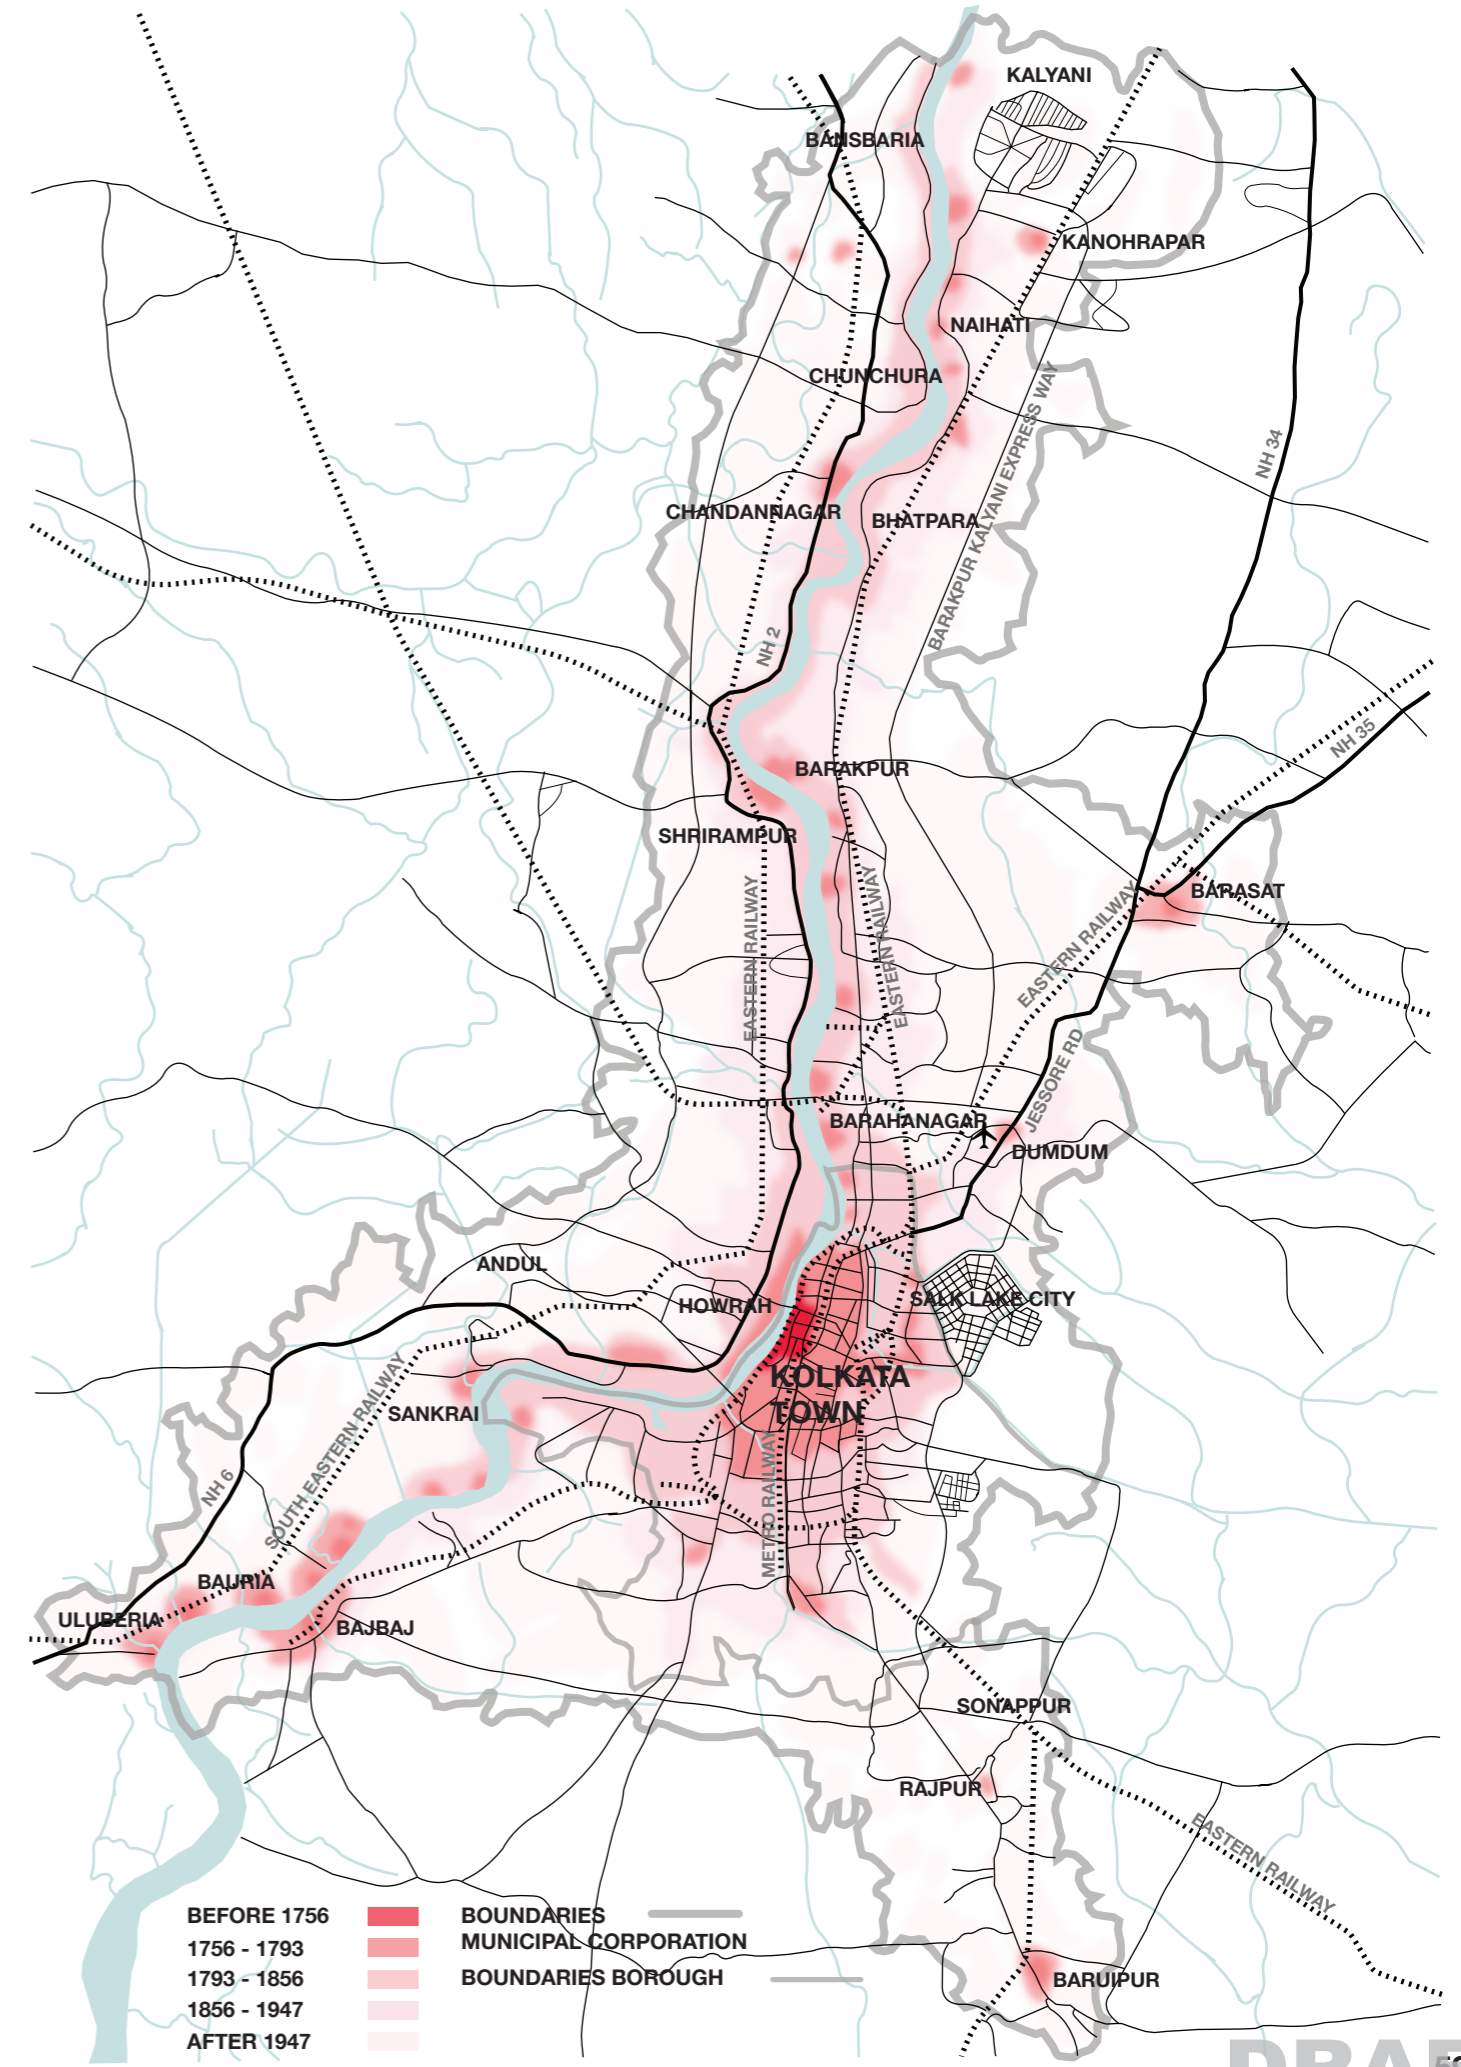 KALYANI
BANSBARIA
KANOHRAPAR
NAIHATI
CHUNCHURA
BARAKPUR KALYANI EXPRESS WAY
NH 34
CHANDANNAGAR
BHATPARA
NH 2
NH 35
BARAKPUR
SHRIRAMPUR
BARASAT
EASTERN RAILWAY
EASTERN RAILWAY
EASTERN RAILWAY
JESSORE RD
BARAHANAGAR
DUMDUM
ANDUL
HOWRAH
SALK LAKE CITY
KOLKATA
TOWN
SANKRAI
SOUTH EASTERN RAILWAY
NH 6
METRO RAILWAY
BAURIA
ULUBERIA
BAJBAJ
SONAPPUR
RAJPUR
EASTERN RAILWAY
BARUIPUR
BEFORE 1756
1756 - 1793
1793 - 1856
1856 - 1947
AFTER 1947
BOUNDARIES
MUNICIPAL CORPORATION
BOUNDARIES BOROUGH